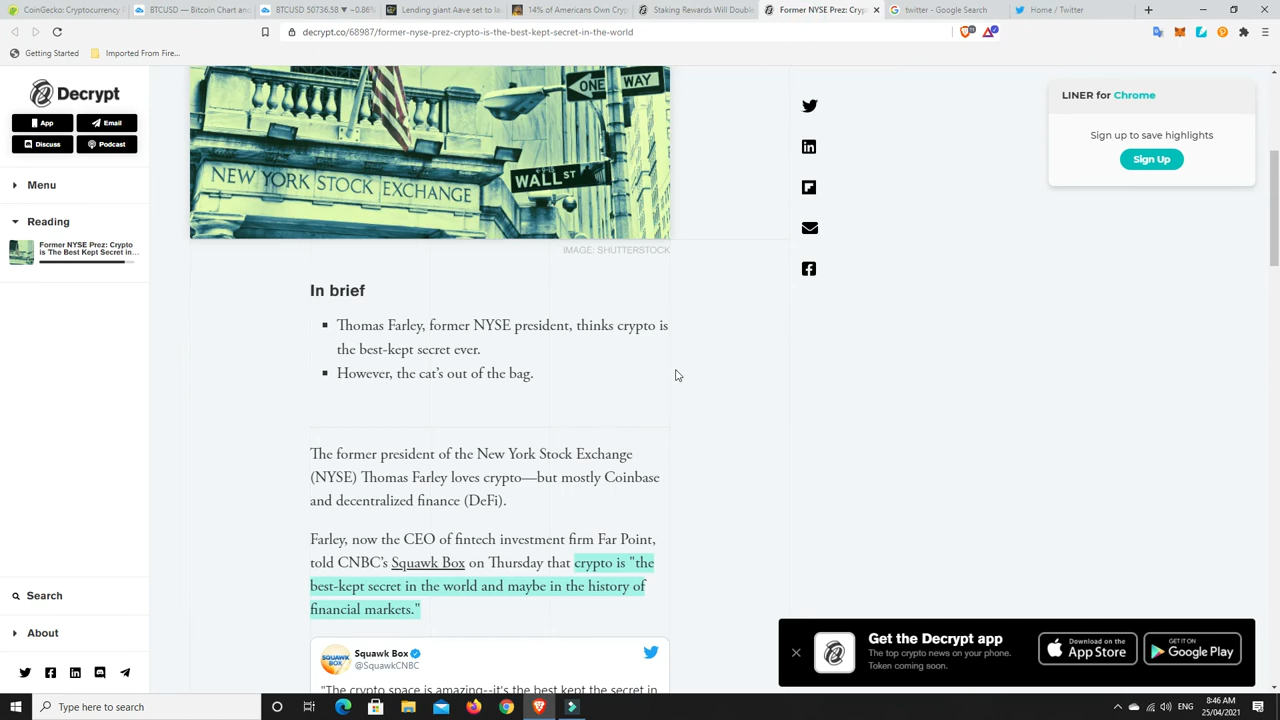 CoinGecko: Cryptocurrency P
BTCUSD — Bitcoin Chart and
BTCUSD 50736.58 ▼ −0.86%
Lending giant Aave set to la
14% of Americans Own Cryp
Staking Rewards Will Double
Former NYSE Prez: Crypt
twitter - Google Search
Home / Twitter
decrypt.co/68987/former-nyse-prez-crypto-is-the-best-kept-secret-in-the-world
Getting Started
Imported From Fire...
Decrypt
App
Email
Discuss
Podcast
Menu
Reading
Former NYSE Prez: Crypto
is The Best Kept Secret in...
Search
About
NEW YORK STOCK EXCHANGE
ONE WAY
WALL ST
IMAGE: SHUTTERSTOCK
In brief
Thomas Farley, former NYSE president, thinks crypto is
the best-kept secret ever.
However, the cat’s out of the bag.
The former president of the New York Stock Exchange
(NYSE) Thomas Farley loves crypto—but mostly Coinbase
and decentralized finance (DeFi).
Farley, now the CEO of fintech investment firm Far Point,
told CNBC’s Squawk Box on Thursday that crypto is "the
best-kept secret in the world and maybe in the history of
financial markets."
SQUAWK BOX
Squawk Box
@SquawkCNBC
"The crypto space is amazing--it's the best kept the secret in
LINER for Chrome
Sign up to save highlights
Sign Up
Get the Decrypt app
The top crypto news on your phone.
Token coming soon.
Download on the
App Store
GET IT ON
Google Play
Type here to search
ENG
8:46 AM
25/04/2021